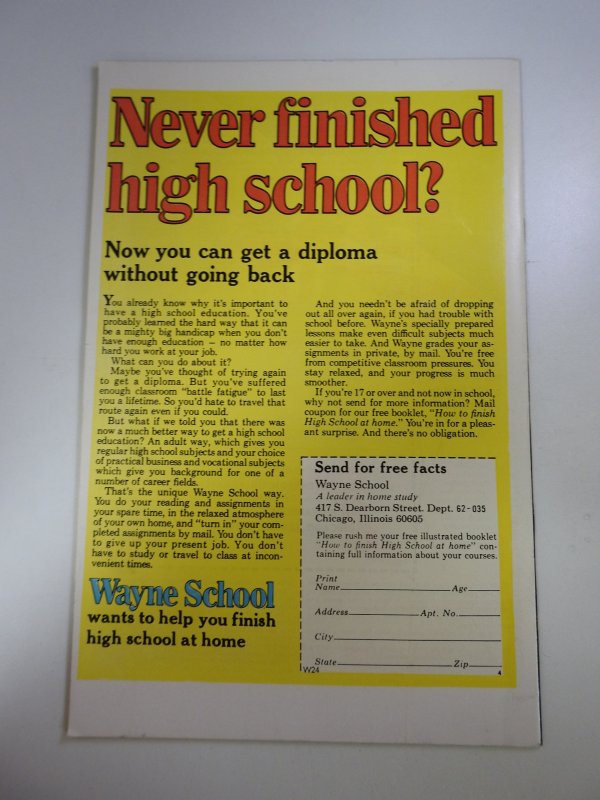 Never finished
high school?
Now you can get a diploma
without going back
You already know why it's important to
have a high school education. You've
probably learned the hard way that it can
be a mighty big handicap when you don't
have enough education – no matter how
hard you work at your job.
What can you do about it?
Maybe you've thought of trying again
to get a diploma. But you've suffered
enough classroom "battle fatigue" to last
you a lifetime. So you'd hate to travel that
route again even if you could.
But what if we told you that there was
now a much better way to get a high school
education? An adult way, which gives you
regular high school subjects and your choice
of practical business and vocational subjects
which give you background for one of a
number of career fields.
That's the unique Wayne School way.
You do your reading and assignments in
your spare time, in the relaxed atmosphere
of your own home, and "turn in" your com-
pleted assignments by mail. You don't have
to give up your present job. You don't
have to study or travel to class at incon-
venient times.
Wayne School
wants to help you finish
high school at home
And you needn't be afraid of dropping
out all over again, if you had trouble with
school before. Wayne's specially prepared
lessons make even difficult subjects much
easier to take. And Wayne grades your as-
signments in private, by mail. You're free
from competitive classroom pressures. You
stay relaxed, and your progress is much
smoother.
If you're 17 or over and not now in school,
why not send for more information? Mail
coupon for our free booklet, "How to finish
High School at home." You're in for a pleas-
ant surprise. And there's no obligation.
Send for free facts
Wayne School
A leader in home study
417 S. Dearborn Street. Dept. 62-035
Chicago, Illinois 60605
Please rush me your free illustrated booklet
"How to finish High School at home" con-
taining full information about your courses.
Print
Name Age
Address Apt. No.
City
State Zip
W24 4